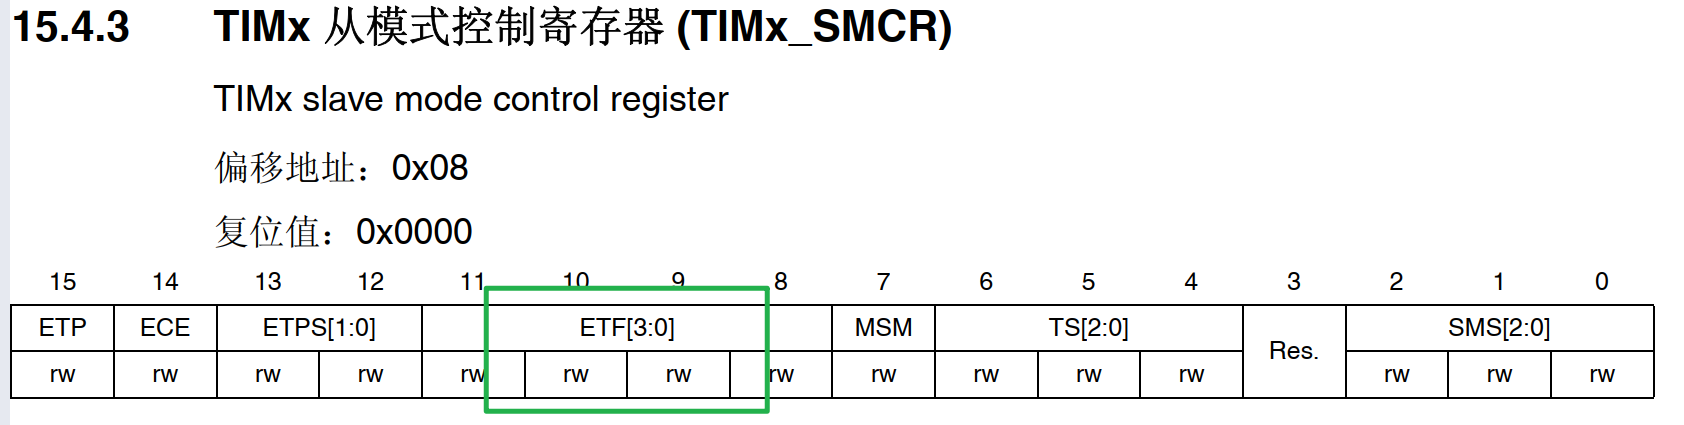 15.4.3 TIMx 从模式控制寄存器 (TIMx_SMCR)
TIMx slave mode control register
偏移地址：0x08
复位值：0x0000
15 14 13 12 11 10 9 8 7 6 5 4 3 2 1 0
ETP ECE ETPS[1:0] ETF[3:0] MSM TS[2:0] Res. SMS[2:0]
rw rw rw rw rw rw rw rw rw rw rw rw rw rw rw